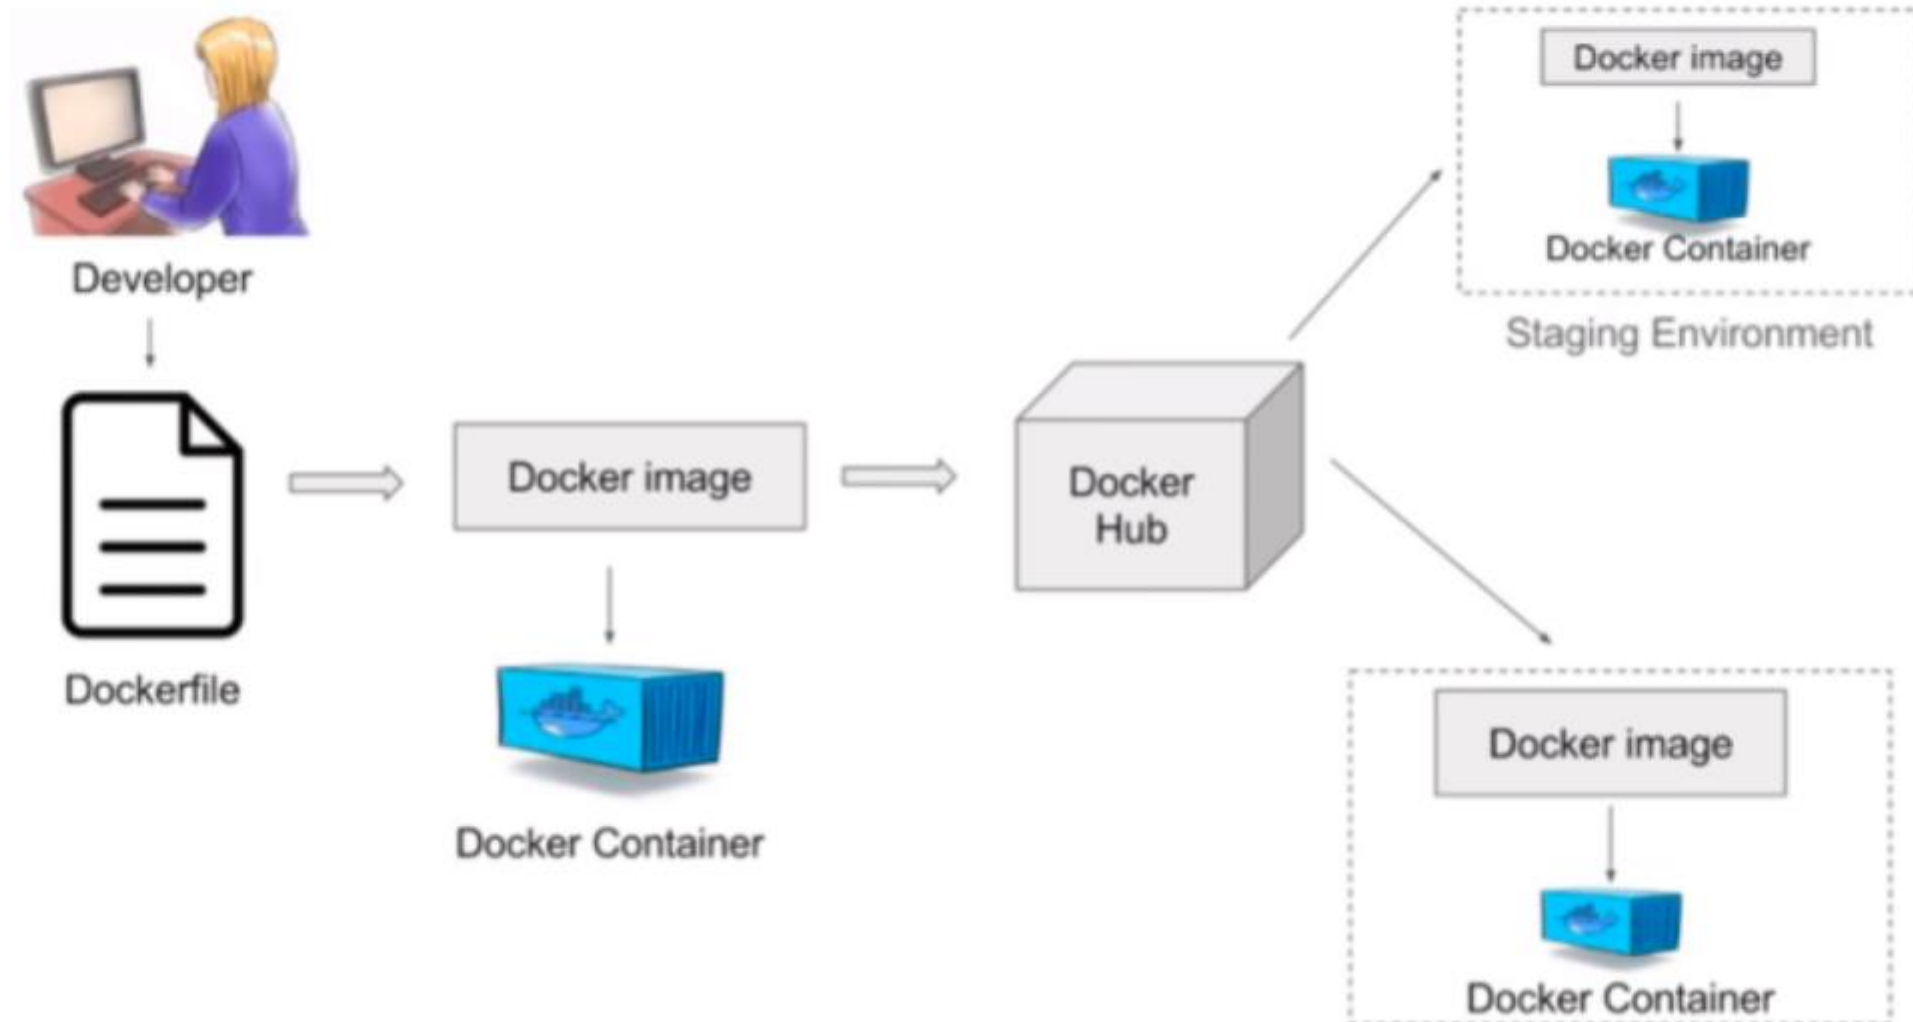 Developer
Dockerfile
Docker image
Docker Container
Docker
Hub
Docker image
Docker Container
Staging Environment
Docker image
Docker Container